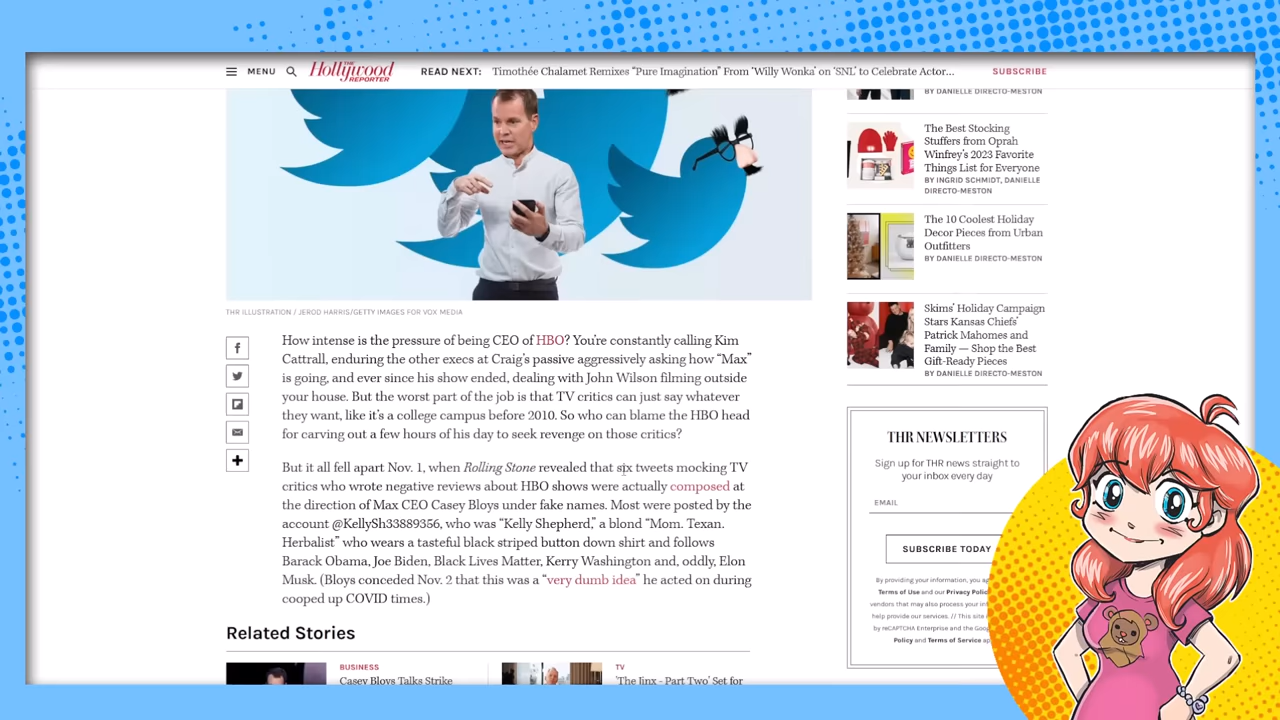 MENU
THE
Hollywood
REPORTER
READ NEXT: Timothée Chalamet Remixes “Pure Imagination” From ‘Willy Wonka’ on ‘SNL’ to Celebrate Actor...
SUBSCRIBE
THR ILLUSTRATION / JEROD HARRIS/GETTY IMAGES FOR VOX MEDIA
How intense is the pressure of being CEO of HBO? You’re constantly calling Kim
Cattrall, enduring the other execs at Craig’s passive aggressively asking how “Max”
is going, and ever since his show ended, dealing with John Wilson filming outside
your house. But the worst part of the job is that TV critics can just say whatever
they want, like it’s a college campus before 2010. So who can blame the HBO head
for carving out a few hours of his day to seek revenge on those critics?
But it all fell apart Nov. 1, when Rolling Stone revealed that six tweets mocking TV
critics who wrote negative reviews about HBO shows were actually composed at
the direction of Max CEO Casey Bloys under fake names. Most were posted by the
account @KellySh33889356, who was “Kelly Shepherd,” a blond “Mom. Texan.
Herbalist” who wears a tasteful black striped button down shirt and follows
Barack Obama, Joe Biden, Black Lives Matter, Kerry Washington and, oddly, Elon
Musk. (Bloys conceded Nov. 2 that this was a “very dumb idea” he acted on during
cooped up COVID times.)
Related Stories
BUSINESS
Casey Bloys Talks Strike
TV
'The Jinx - Part Two' Set for
BY DANIELLE DIRECTO-MESTON
The Best Stocking
Stuffers from Oprah
Winfrey’s 2023 Favorite
Things List for Everyone
BY INGRID SCHMIDT, DANIELLE
DIRECTO-MESTON
The 10 Coolest Holiday
Decor Pieces from Urban
Outfitters
BY DANIELLE DIRECTO-MESTON
Skims’ Holiday Campaign
Stars Kansas Chiefs’
Patrick Mahomes and
Family — Shop the Best
Gift-Ready Pieces
BY DANIELLE DIRECTO-MESTON
THR NEWSLETTERS
Sign up for THR news straight to
your inbox every day
EMAIL
SUBSCRIBE TODAY
By providing your information, you
Terms of Use and our Privacy
vendors that may also process your
help provide our services. // This site
by reCAPTCHA Enterprise and the
Policy and Terms of Service